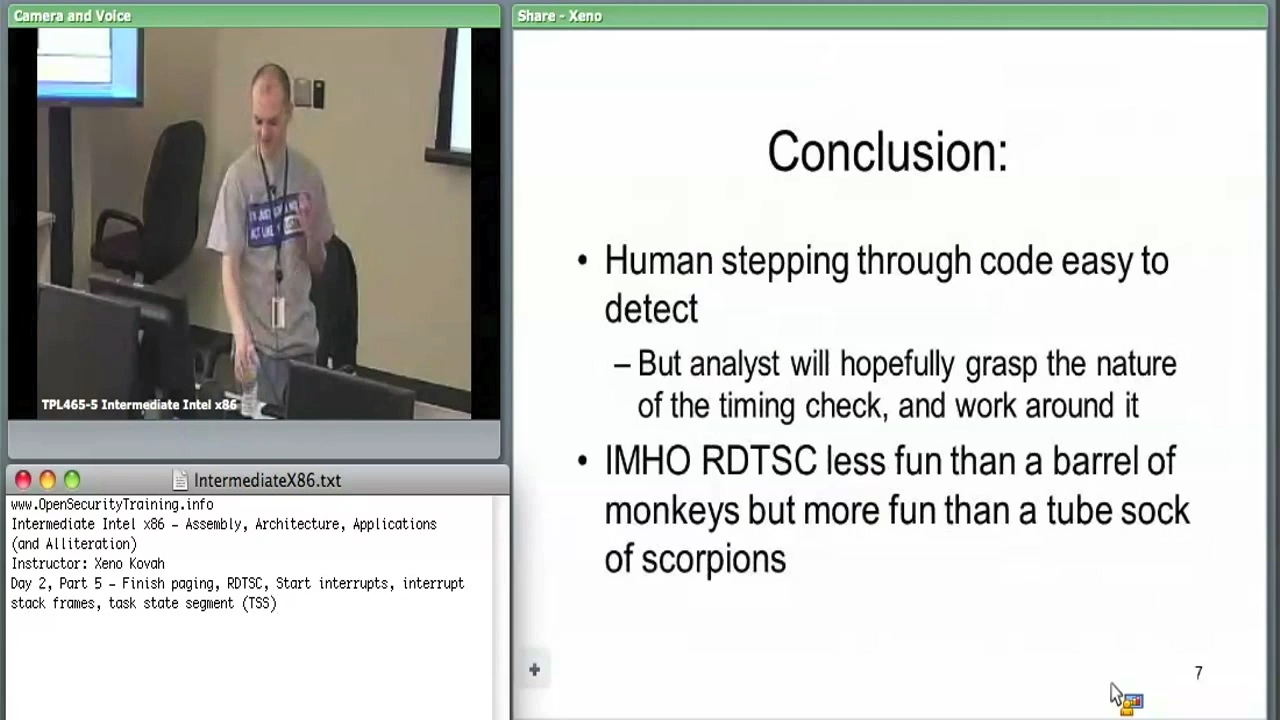 Camera and Voice
TPL465-5 Intermediate Intel x86
IntermediateX86.txt
www.OpenSecurityTraining.info
Intermediate Intel x86 – Assembly, Architecture, Applications
(and Alliteration)
Instructor: Xeno Kovah
Day 2, Part 5 – Finish paging, RDTSC, Start interrupts, interrupt
stack frames, task state segment (TSS)
Share - Xeno
Conclusion:
• Human stepping through code easy to
detect
– But analyst will hopefully grasp the nature
of the timing check, and work around it
• IMHO RDTSC less fun than a barrel of
monkeys but more fun than a tube sock
of scorpions
7